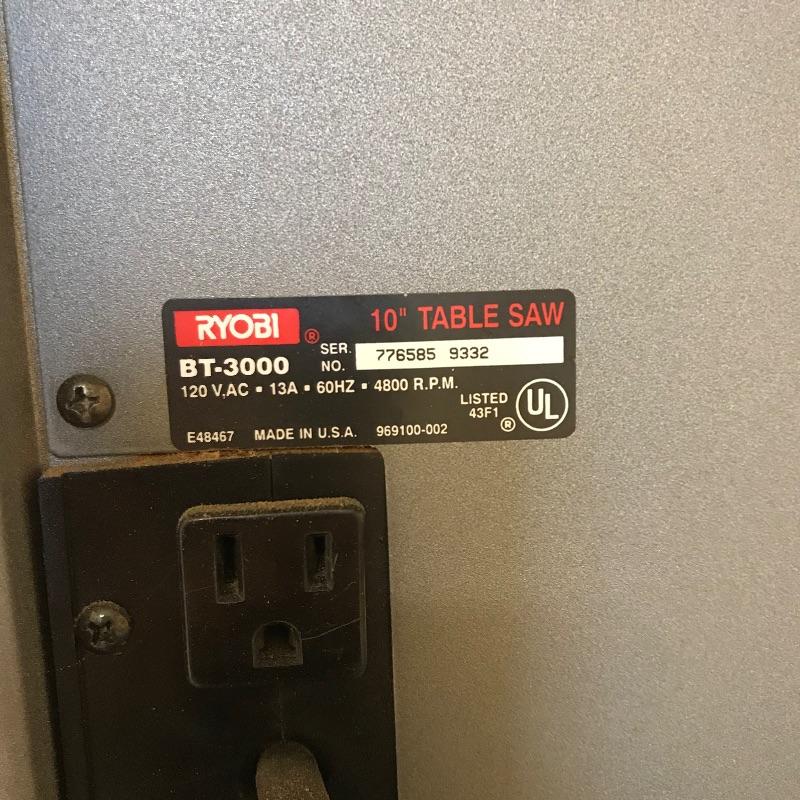 RYOBI ® 10" TABLE SAW
BT-3000 SER. NO. 776585 9332
120 V,AC ▪ 13A ▪ 60HZ ▪ 4800 R.P.M.
LISTED 43F1 ® UL
E48467 MADE IN U.S.A. 969100-002